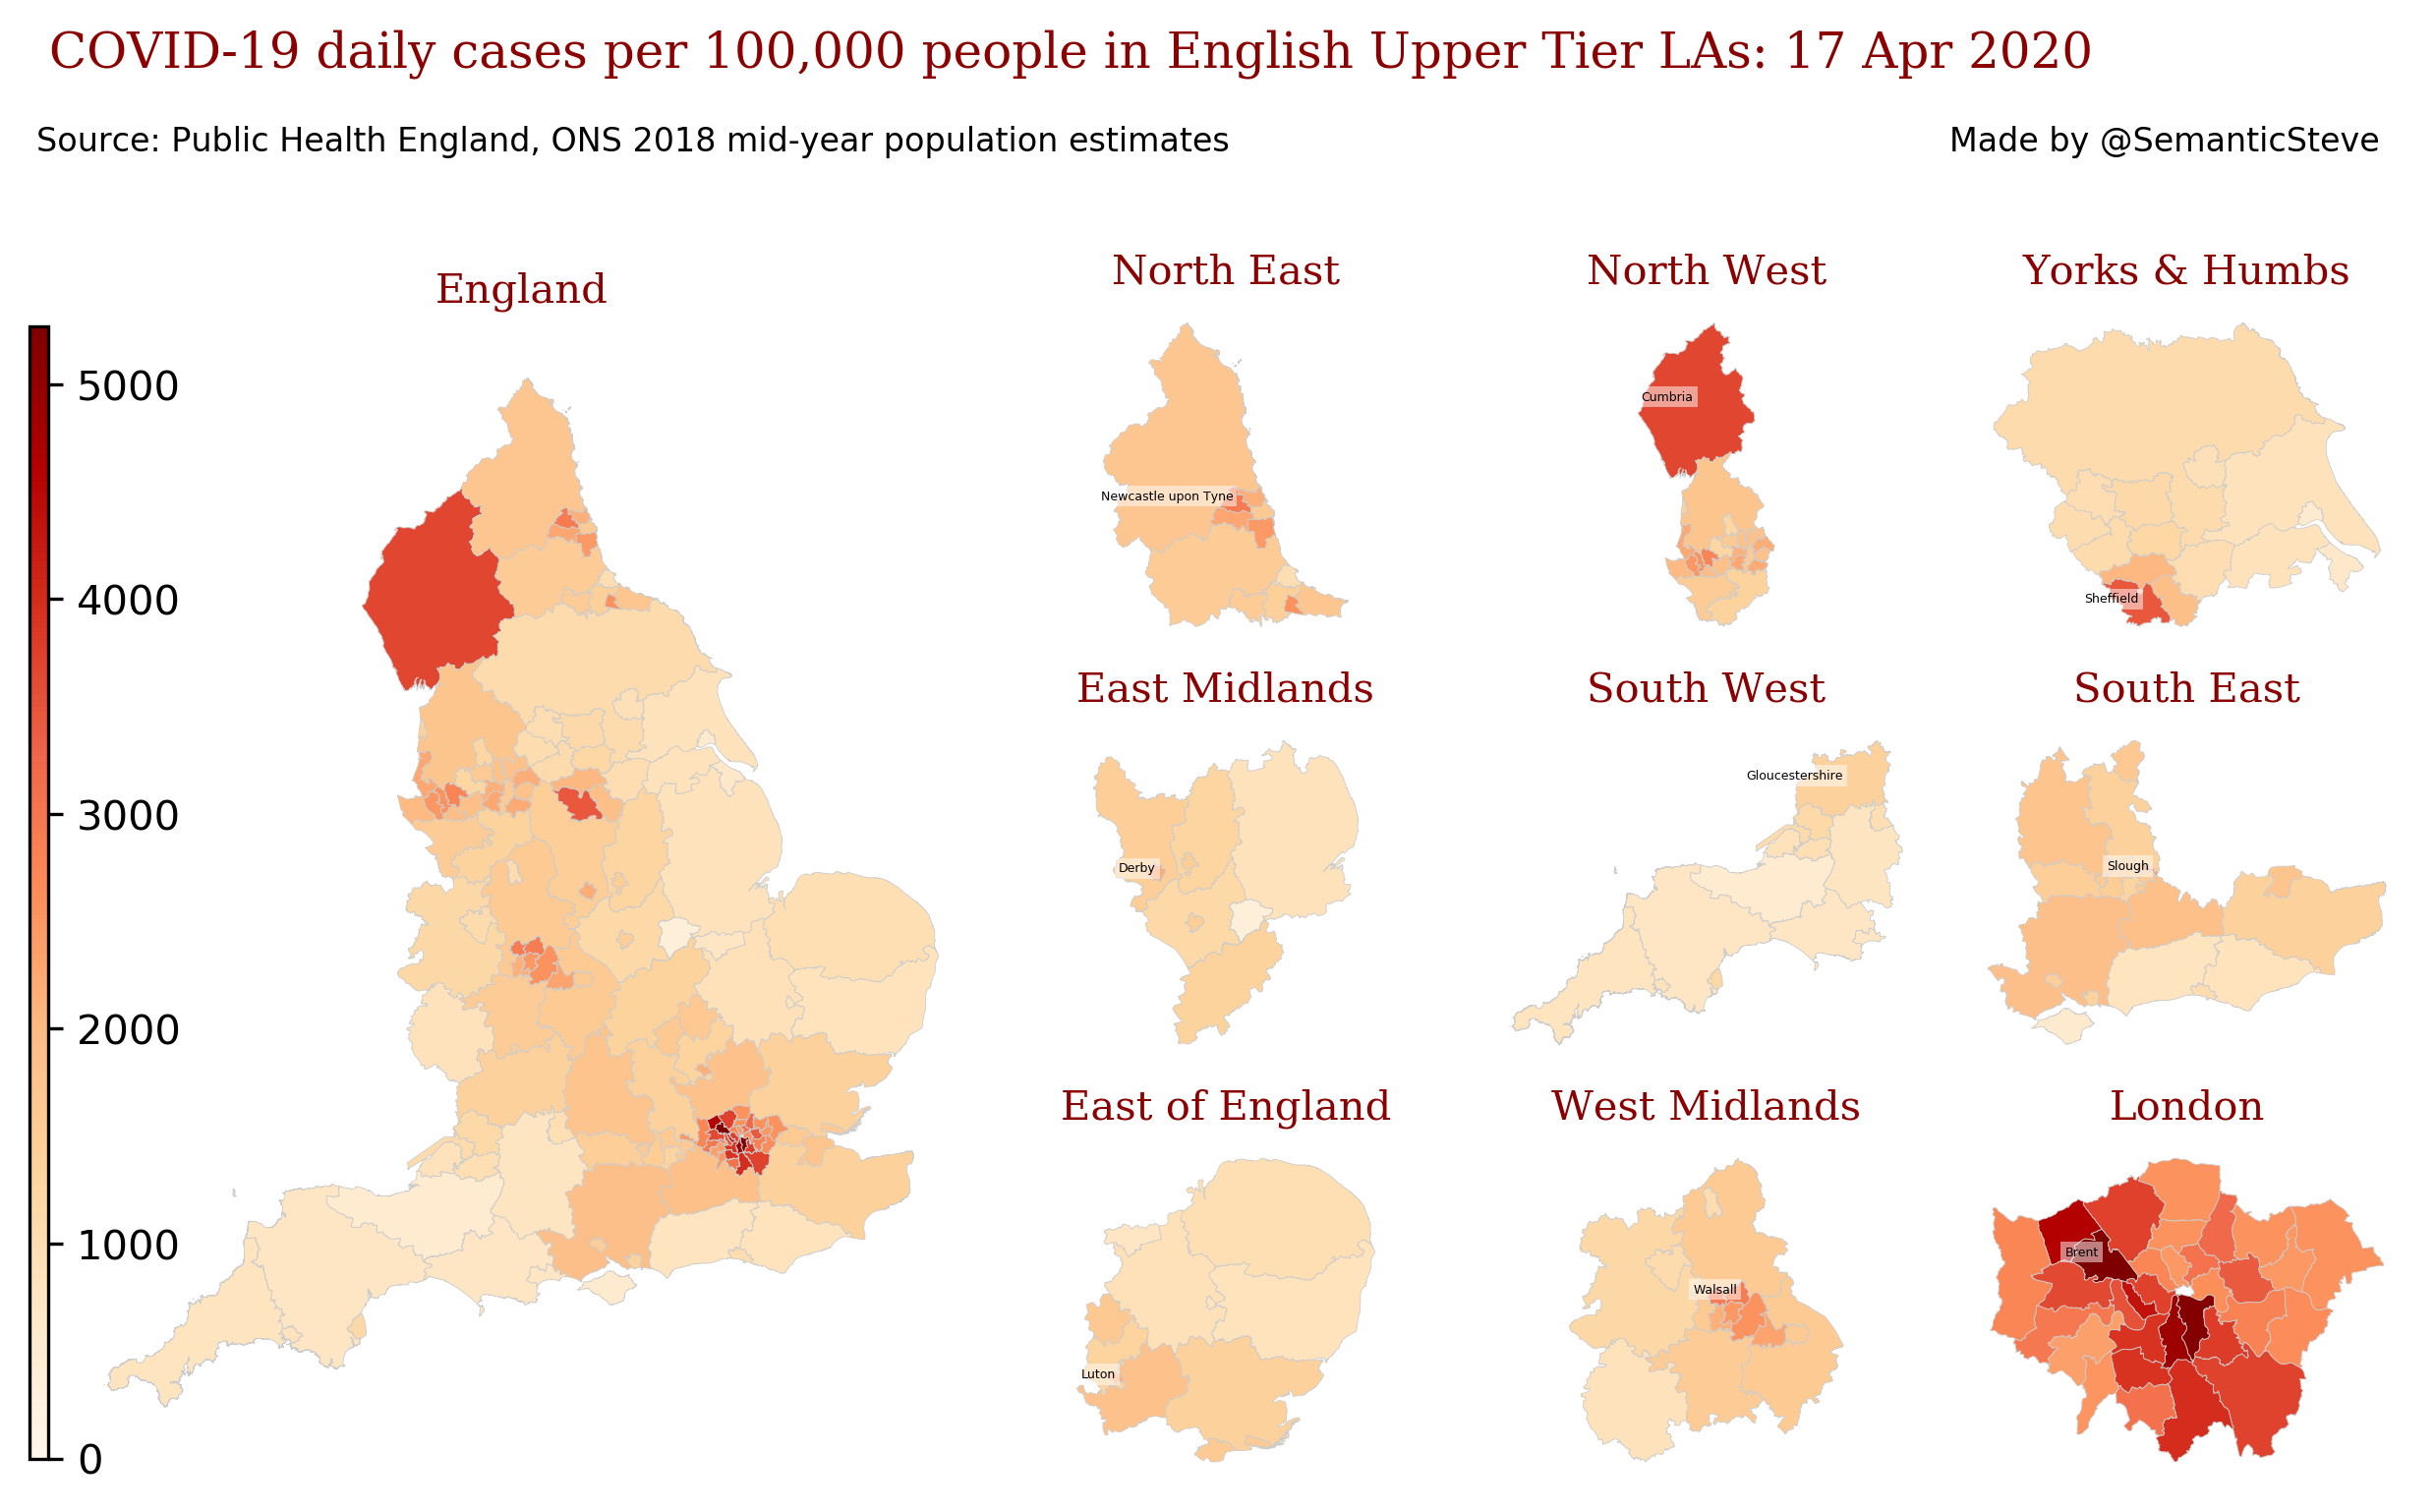 COVID-19 daily cases per 100,000 people in English Upper Tier LAs: 17 Apr 2020
Source: Public Health England, ONS 2018 mid-year population estimates
Made by @SemanticSteve
England
5000
4000
3000
2000
1000
0
North East
Newcastle upon Tyne
North West
Cumbria
Yorks & Humbs
Sheffield
East Midlands
Derby
South West
Gloucestershire
South East
Slough
East of England
Luton
West Midlands
Walsall
London
Brent